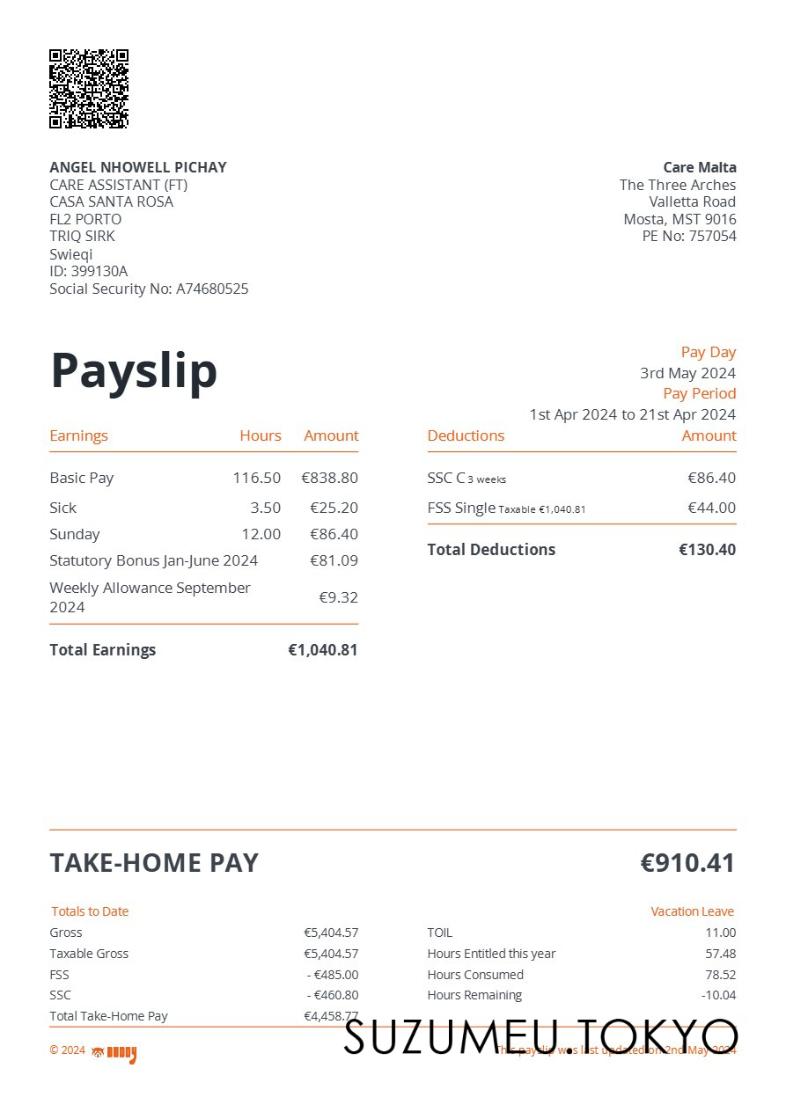 ANGEL NHOWELL PICHAY
CARE ASSISTANT (FT)
CASA SANTA ROSA
FL2 PORTO
TRIQ SIRK
Swieqi
ID: 399130A
Social Security No: A74680525
Care Malta
The Three Arches
Valletta Road
Mosta, MST 9016
PE No: 757054
Payslip
Pay Day
3rd May 2024
Pay Period
1st Apr 2024 to 21st Apr 2024
Earnings Hours Amount
Basic Pay 116.50 €838.80
Sick 3.50 €25.20
Sunday 12.00 €86.40
Statutory Bonus Jan-June 2024 €81.09
Weekly Allowance September
2024 €9.32
Total Earnings €1,040.81
Deductions Amount
SSC C 3 weeks €86.40
FSS Single Taxable €1,040.81 €44.00
Total Deductions €130.40
TAKE-HOME PAY €910.41
Totals to Date
Gross €5,404.57
Taxable Gross €5,404.57
FSS - €485.00
SSC - €460.80
Total Take-Home Pay €4,458.77
Vacation Leave
TOIL 11.00
Hours Entitled this year 57.48
Hours Consumed 78.52
Hours Remaining -10.04
© 2024
This payslip was last updated on 2nd May 2024
SUZUMEU.TOKYO